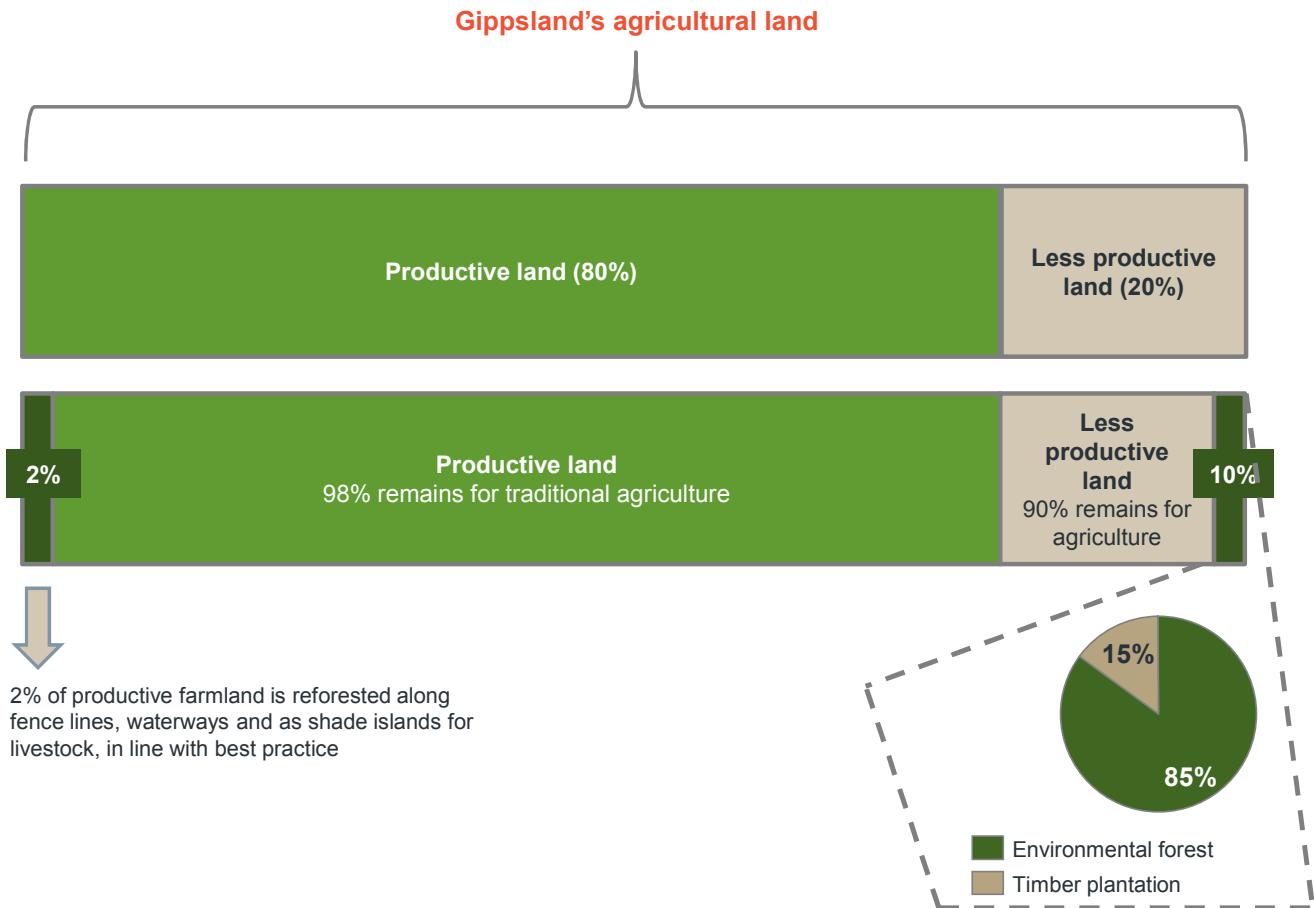 Gippsland’s agricultural land
Productive land (80%)
Less productive
land (20%)
2%
Productive land
98% remains for traditional agriculture
Less
productive
land
90% remains for
agriculture
10%
2% of productive farmland is reforested along
fence lines, waterways and as shade islands for
livestock, in line with best practice
15%
85%
Environmental forest
Timber plantation